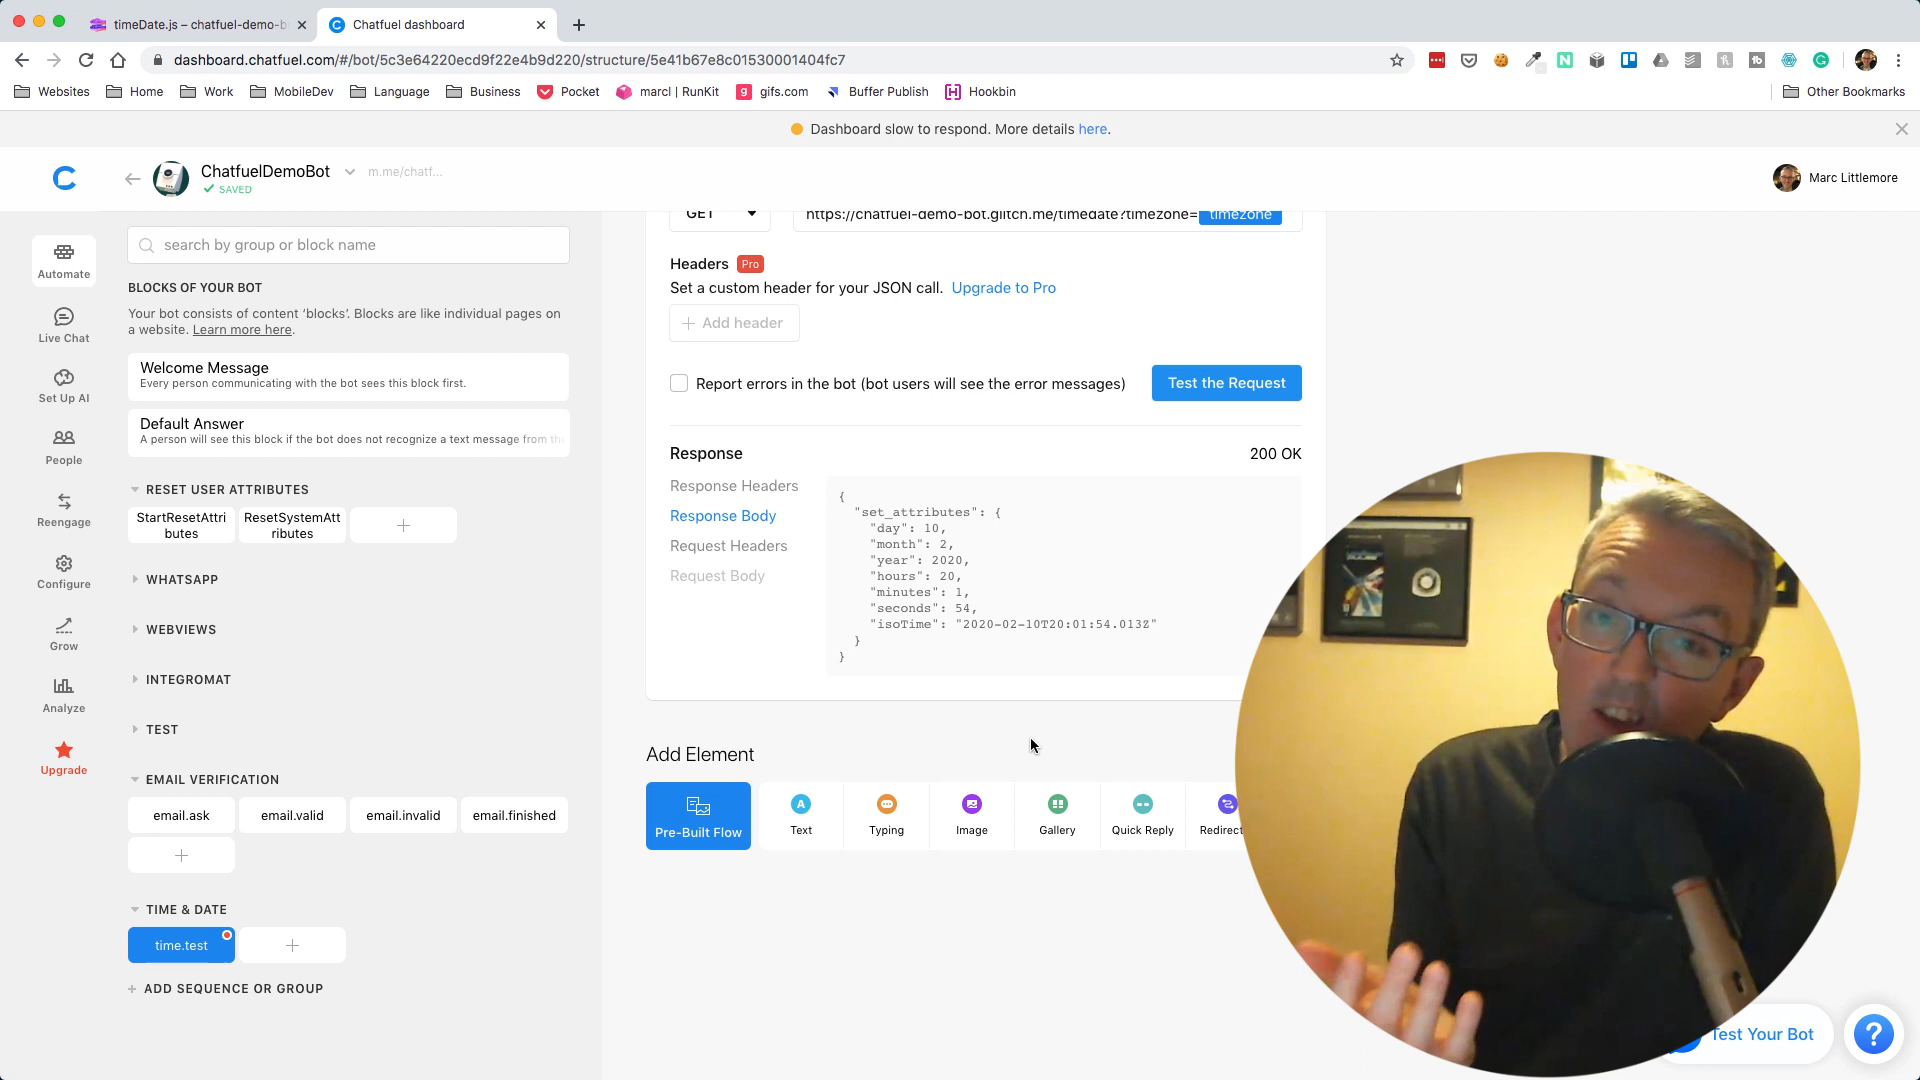 timeDate.js – chatfuel-demo-b
Chatfuel dashboard
dashboard.chatfuel.com/#/bot/5c3e64220ecd9f22e4b9d220/structure/5e41b67e8c01530001404fc7
Websites
Home
Work
MobileDev
Language
Business
Pocket
marcl | RunKit
gifs.com
Buffer Publish
Hookbin
Other Bookmarks
Dashboard slow to respond. More details here.
ChatfuelDemoBot
m.me/chatf...
SAVED
Marc Littlemore
Automate
Live Chat
Set Up AI
People
Reengage
Configure
Grow
Analyze
Upgrade
search by group or block name
BLOCKS OF YOUR BOT
Your bot consists of content ‘blocks’. Blocks are like individual pages on
a website. Learn more here.
Welcome Message
Every person communicating with the bot sees this block first.
Default Answer
A person will see this block if the bot does not recognize a text message from the
RESET USER ATTRIBUTES
StartResetAttri
butes
ResetSystemAtt
ributes
WHATSAPP
WEBVIEWS
INTEGROMAT
TEST
EMAIL VERIFICATION
email.ask
email.valid
email.invalid
email.finished
TIME & DATE
time.test
ADD SEQUENCE OR GROUP
GET
https://chatfuel-demo-bot.glitch.me/timedate?timezone= timezone
Headers Pro
Set a custom header for your JSON call. Upgrade to Pro
Add header
Report errors in the bot (bot users will see the error messages)
Test the Request
Response
200 OK
Response Headers
Response Body
Request Headers
Request Body
{
"set_attributes": {
"day": 10,
"month": 2,
"year": 2020,
"hours": 20,
"minutes": 1,
"seconds": 54,
"isoTime": "2020-02-10T20:01:54.013Z"
}
}
Add Element
Pre-Built Flow
Text
Typing
Image
Gallery
Quick Reply
Redirect
Test Your Bot
?